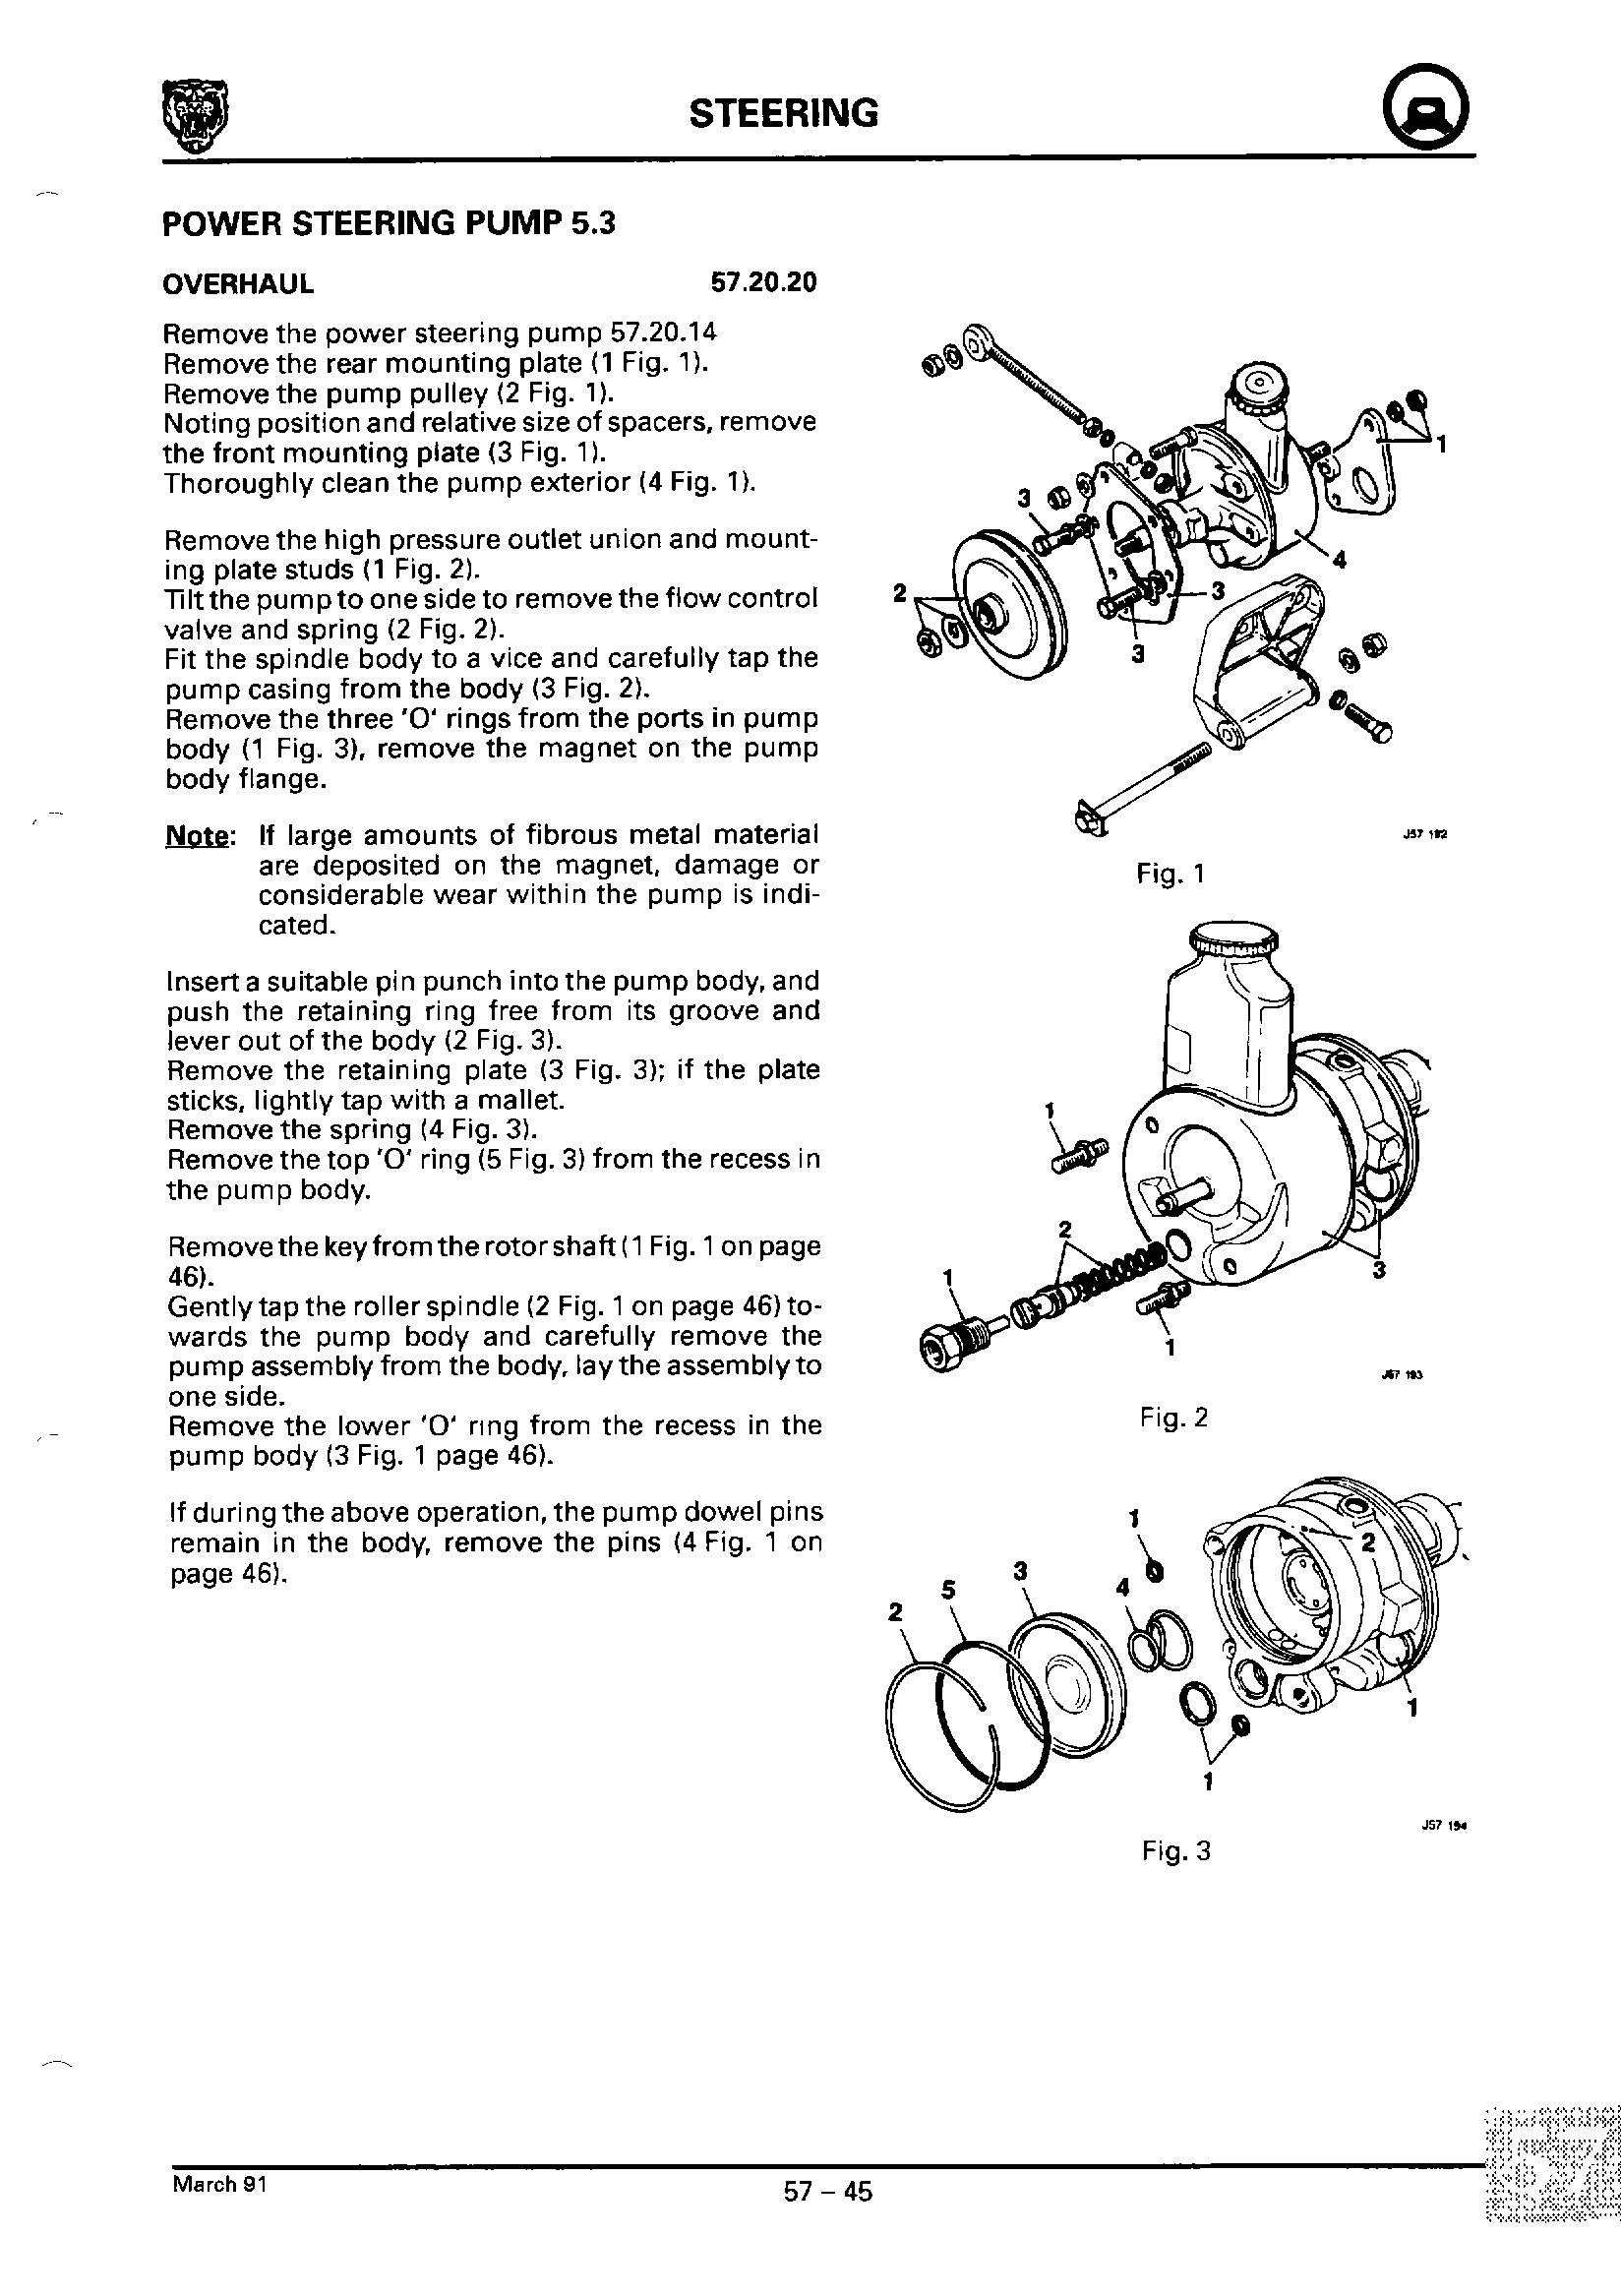 STEERING
POWER STEERING PUMP 5.3
OVERHAUL 57.20.20
Remove the power steering pump 57.20.14
Remove the rear mounting plate (1 Fig. 1).
Remove the pump pulley (2 Fig. 1).
Noting position and relative size of spacers, remove
the front mounting plate (3 Fig. 1).
Thoroughly clean the pump exterior (4 Fig. 1).
Remove the high pressure outlet union and mount-
ing plate studs (1 Fig. 2).
Tilt the pump to one side to remove the flow control
valve and spring (2 Fig. 2).
Fit the spindle body to a vice and carefully tap the
pump casing from the body (3 Fig. 2).
Remove the three 'O' rings from the ports in pump
body (1 Fig. 3), remove the magnet on the pump
body flange.
Note: If large amounts of fibrous metal material
are deposited on the magnet, damage or
considerable wear within the pump is indi-
cated.
Insert a suitable pin punch into the pump body, and
push the retaining ring free from its groove and
lever out of the body (2 Fig. 3).
Remove the retaining plate (3 Fig. 3); if the plate
sticks, lightly tap with a mallet.
Remove the spring (4 Fig. 3).
Remove the top 'O' ring (5 Fig. 3) from the recess in
the pump body.
Remove the key from the rotor shaft (1 Fig. 1 on page
46).
Gently tap the roller spindle (2 Fig. 1 on page 46) to-
wards the pump body and carefully remove the
pump assembly from the body, lay the assembly to
one side.
Remove the lower 'O' ring from the recess in the
pump body (3 Fig. 1 page 46).
If during the above operation, the pump dowel pins
remain in the body, remove the pins (4 Fig. 1 on
page 46).
1
3
4
2
3
3
J57 192
Fig. 1
1
2
1
3
1
J57 193
Fig. 2
1
2
3
4
5
2
1
1
J57 194
Fig. 3
March 91
57 – 45